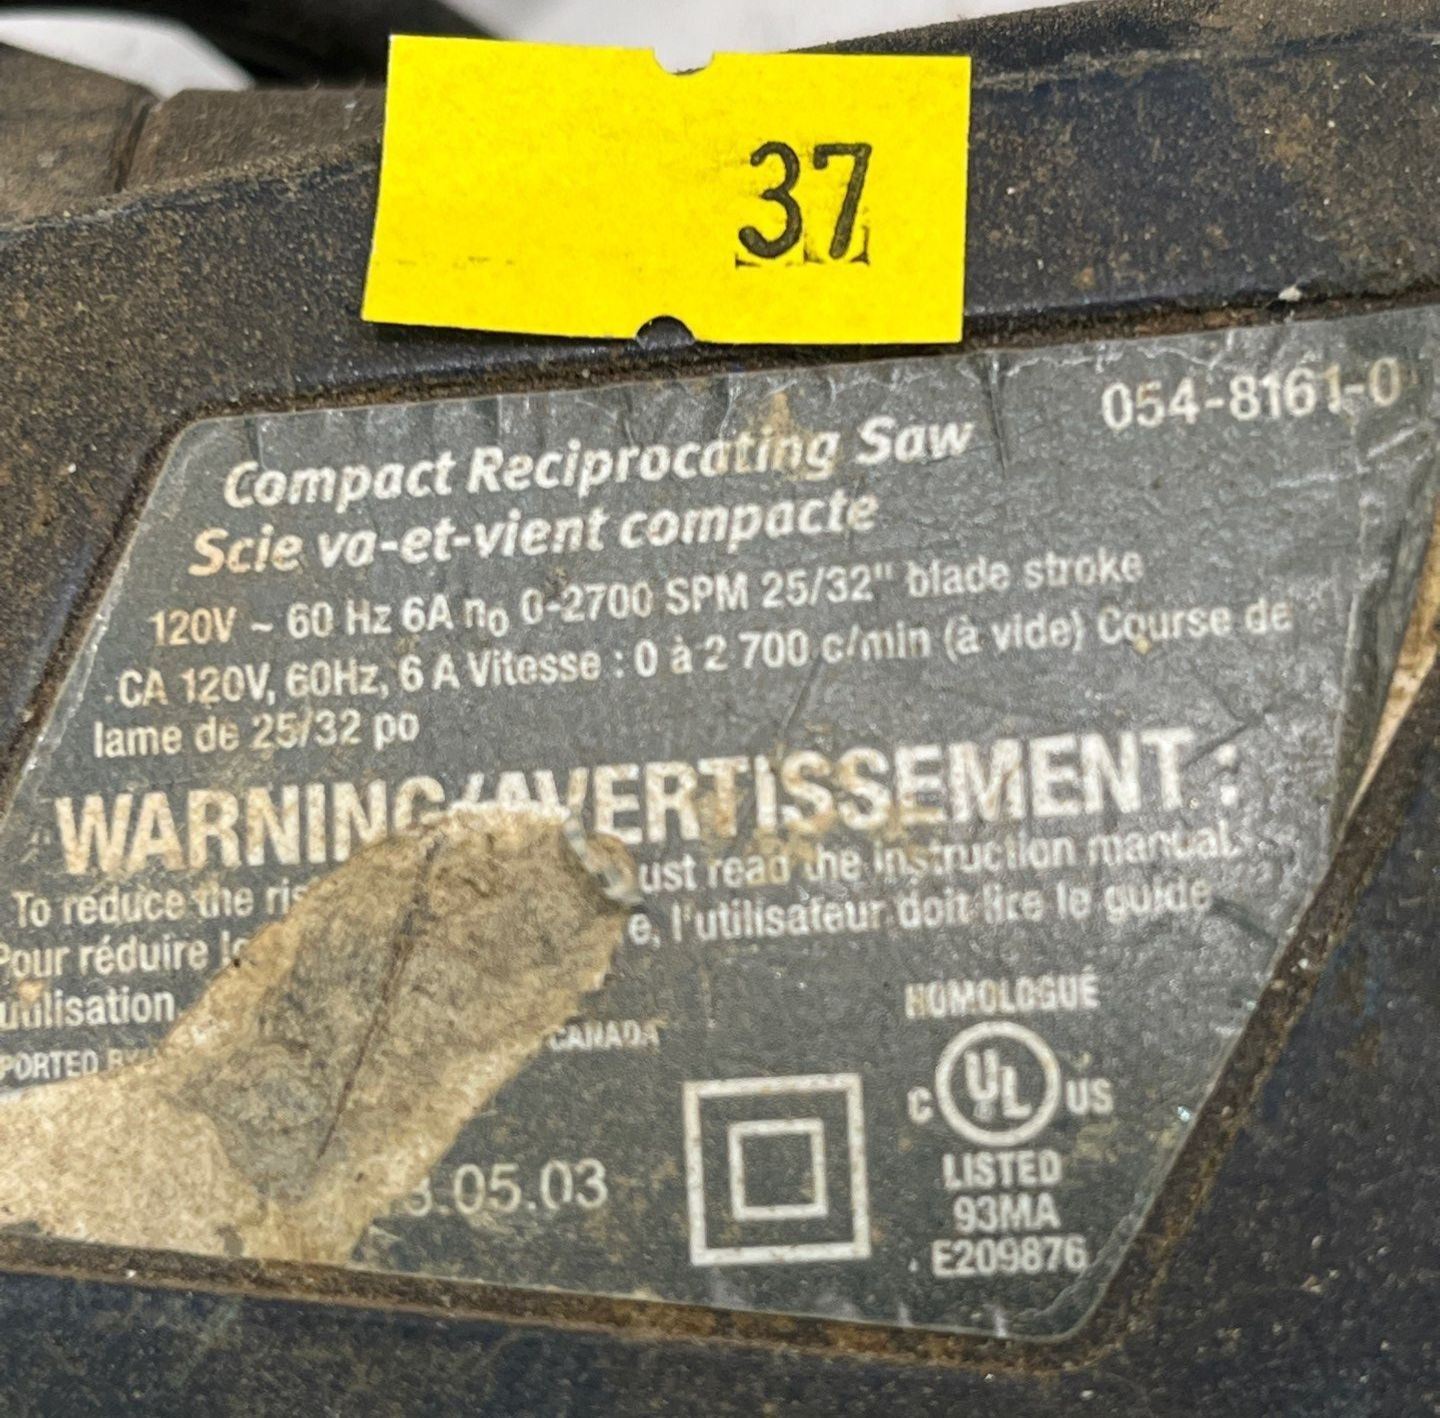 37
054-8161-0
Compact Reciprocating Saw
Scie va-et-vient compacte
120V ~ 60 Hz 6A n₀ 0-2700 SPM 25/32" blade stroke
CA 120V, 60Hz, 6 A Vitesse : 0 à 2 700 c/min (à vide) Course de
lame de 25/32 po
WARNING/AVERTISSEMENT :
To reduce the read the instruction manual.
Pour réduire l'utilisateur doit lire le guide
utilisation
CANADA
.05.03
HOMOLOGUÉ
C UL US
LISTED
93MA
E209876